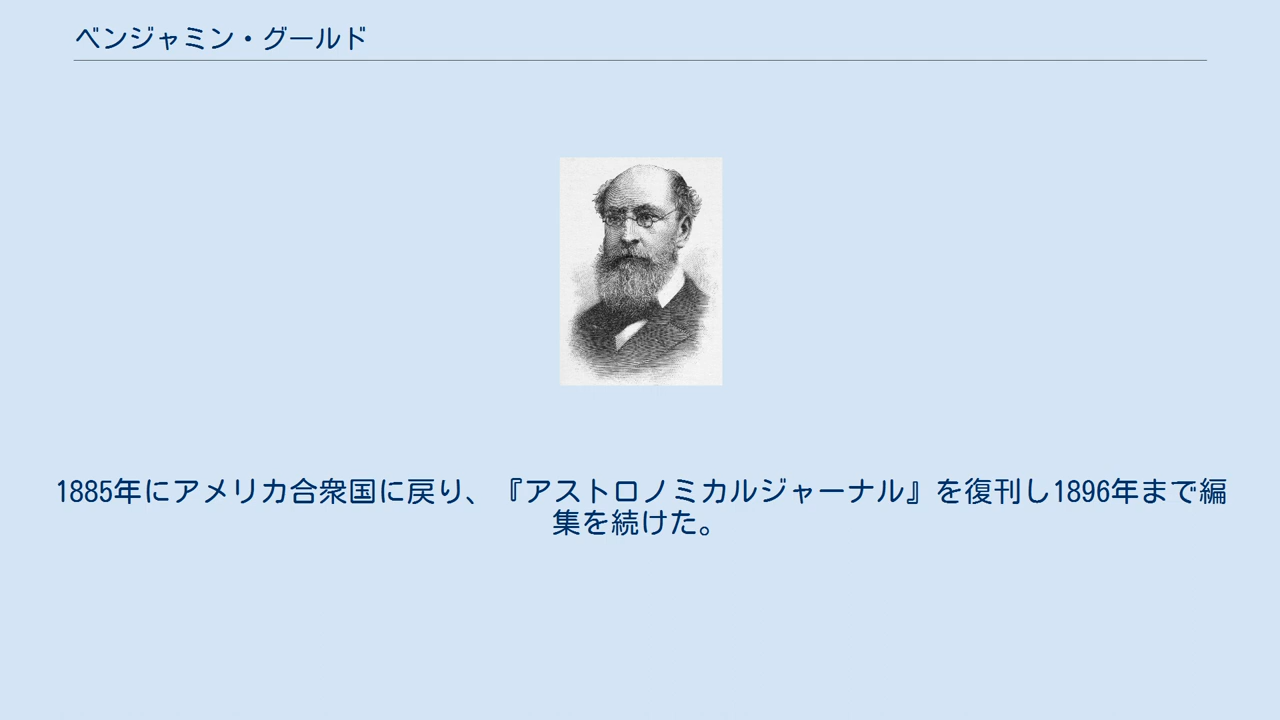 ベンジャミン・グールド
1885年にアメリカ合衆国に戻り、『アストロノミカルジャーナル』を復刊し1896年まで編
集を続けた。